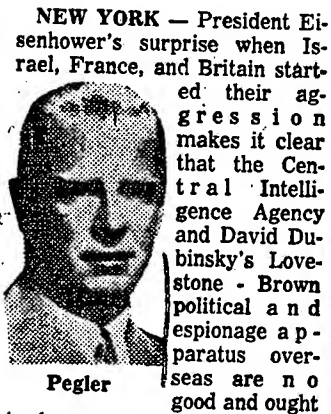 NEW YORK — President Ei-
senhower's surprise when Is-
rael, France, and Britain start-
ed their ag-
gression
makes it clear
that the Cen-
tral Intelli-
gence Agency
and David Du-
binsky's Love-
stone - Brown
political and
espionage ap-
paratus over-
seas are no
good and ought
Pegler